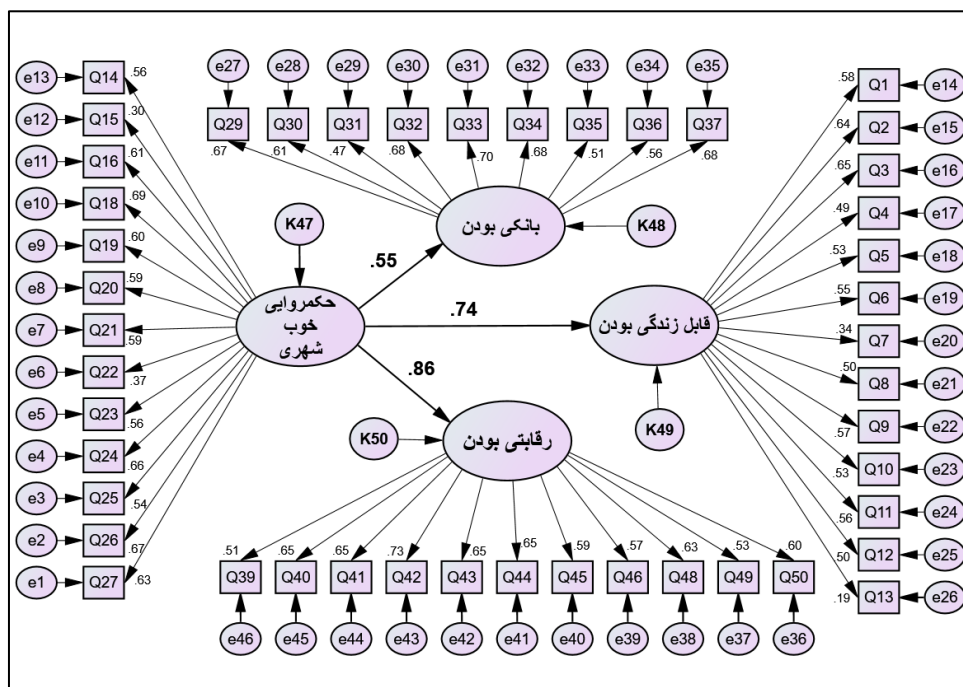 e27 e28 e29 e30 e31 e32 e33 e34 e35
Q29 Q30 Q31 Q32 Q33 Q34 Q35 Q36 Q37
.67 .61 .47 .68 .70 .68 .51 .56 .68
e13 Q14 .56
e12 Q15 .30
e11 Q16 .61
e10 Q18 .69
e9 Q19 .60
e8 Q20 .59
e7 Q21 .59
e6 Q22 .37
e5 Q23 .56
e4 Q24 .66
e3 Q25 .54
e2 Q26 .67
e1 Q27 .63
K47
حکمروایی
خوب
شهری
.55
.74
.86
بانکی بودن
K48
قابل زندگی بودن
K49
رقابتی بودن
K50
.58 Q1 e14
.64 Q2 e15
.65 Q3 e16
.49 Q4 e17
.53 Q5 e18
.55 Q6 e19
.34 Q7 e20
.50 Q8 e21
.57 Q9 e22
.53 Q10 e23
.56 Q11 e24
.50 Q12 e25
.19 Q13 e26
.51 .65 .65 .73 .65 .65 .59 .57 .63 .53 .60
Q39 Q40 Q41 Q42 Q43 Q44 Q45 Q46 Q48 Q49 Q50
e46 e45 e44 e43 e42 e41 e40 e39 e38 e37 e36